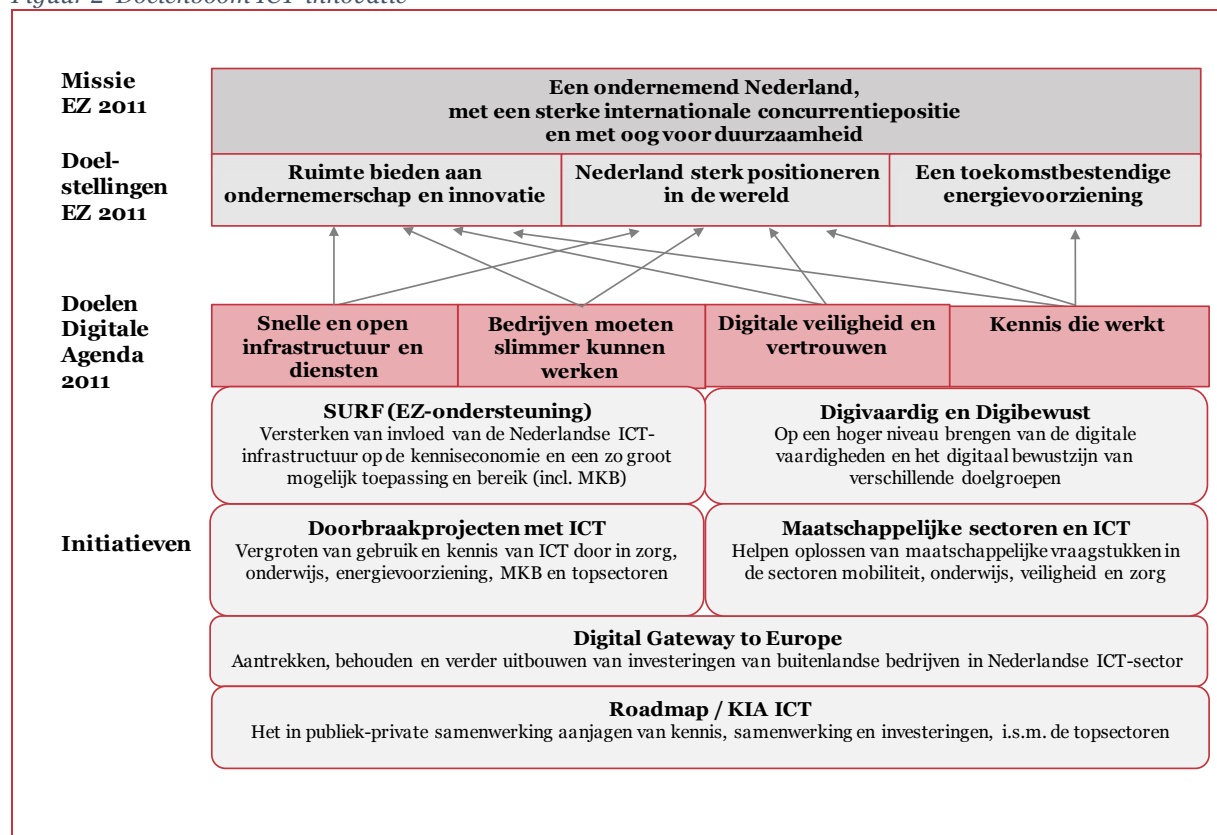 Figuur 2 Doelenboom ICT-innovatie
Missie
EZ 2011
Een ondernemend Nederland,
met een sterke internationale concurrentiepositie
en met oog voor duurzaamheid
Doel-
stellingen
EZ 2011
Ruimte bieden aan
ondernemerschap en innovatie
Nederland sterk positioneren
in de wereld
Een toekomstbestendige
energievoorziening
Doelen
Digitale
Agenda
2011
Snelle en open
infrastructuur en
diensten
Bedrijven moeten
slimmer kunnen
werken
Digitale veiligheid en
vertrouwen
Kennis die werkt
Initiatieven
SURF (EZ-ondersteuning)
Versterken van invloed van de Nederlandse ICT-
infrastructuur op de kenniseconomie en een zo groot
mogelijk toepassing en bereik (incl. MKB)
Digivaardig en Digibewust
Op een hoger niveau brengen van de digitale
vaardigheden en het digitaal bewustzijn van
verschillende doelgroepen
Doorbraakprojecten met ICT
Vergroten van gebruik en kennis van ICT door in zorg,
onderwijs, energievoorziening, MKB en topsectoren
Maatschappelijke sectoren en ICT
Helpen oplossen van maatschappelijke vraagstukken in
de sectoren mobiliteit, onderwijs, veiligheid en zorg
Digital Gateway to Europe
Aantrekken, behouden en verder uitbouwen van investeringen van buitenlandse bedrijven in Nederlandse ICT-sector
Roadmap / KIA ICT
Het in publiek-private samenwerking aanjagen van kennis, samenwerking en investeringen, i.s.m. de topsectoren